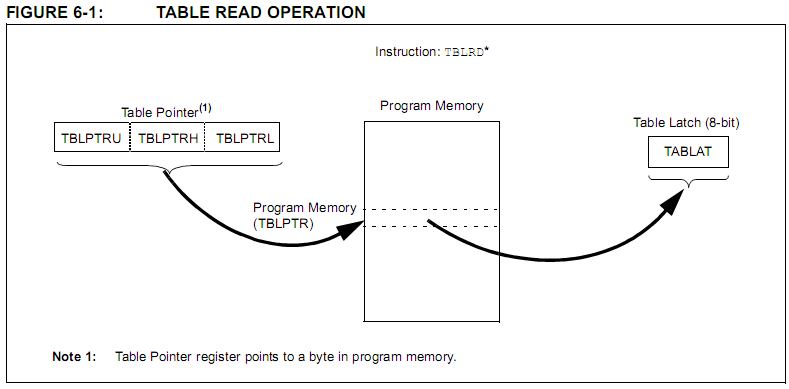 FIGURE 6-1: TABLE READ OPERATION
Instruction: TBLRD*
Table Pointer(1)
TBLPTRU TBLPTRH TBLPTRL
Program Memory
(TBLPTR)
Program Memory
Table Latch (8-bit)
TABLAT
Note 1: Table Pointer register points to a byte in program memory.